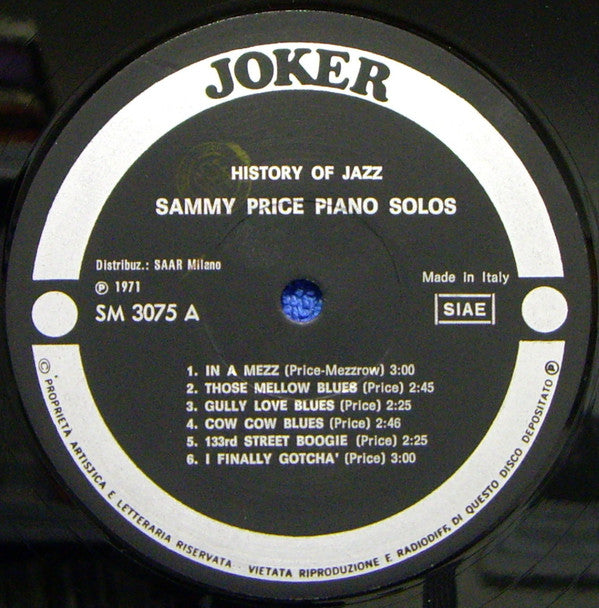 JOKER
HISTORY OF JAZZ
SAMMY PRICE PIANO SOLOS
Distribuz.: SAAR Milano
Ⓟ 1971
SM 3075 A
Made in Italy
SIAE
1. IN A MEZZ (Price-Mezzrow) 3:00
2. THOSE MELLOW BLUES (Price) 2:45
3. GULLY LOVE BLUES (Price) 2:25
4. COW COW BLUES (Price) 2:46
5. 133rd STREET BOOGIE (Price) 2:25
6. I FINALLY GOTCHA' (Price) 3:00
© PROPRIETÀ ARTISTICA E LETTERARIA RISERVATA - VIETATA RIPRODUZIONE E RADIODIFF. DI QUESTO DISCO DEPOSITATO Ⓟ